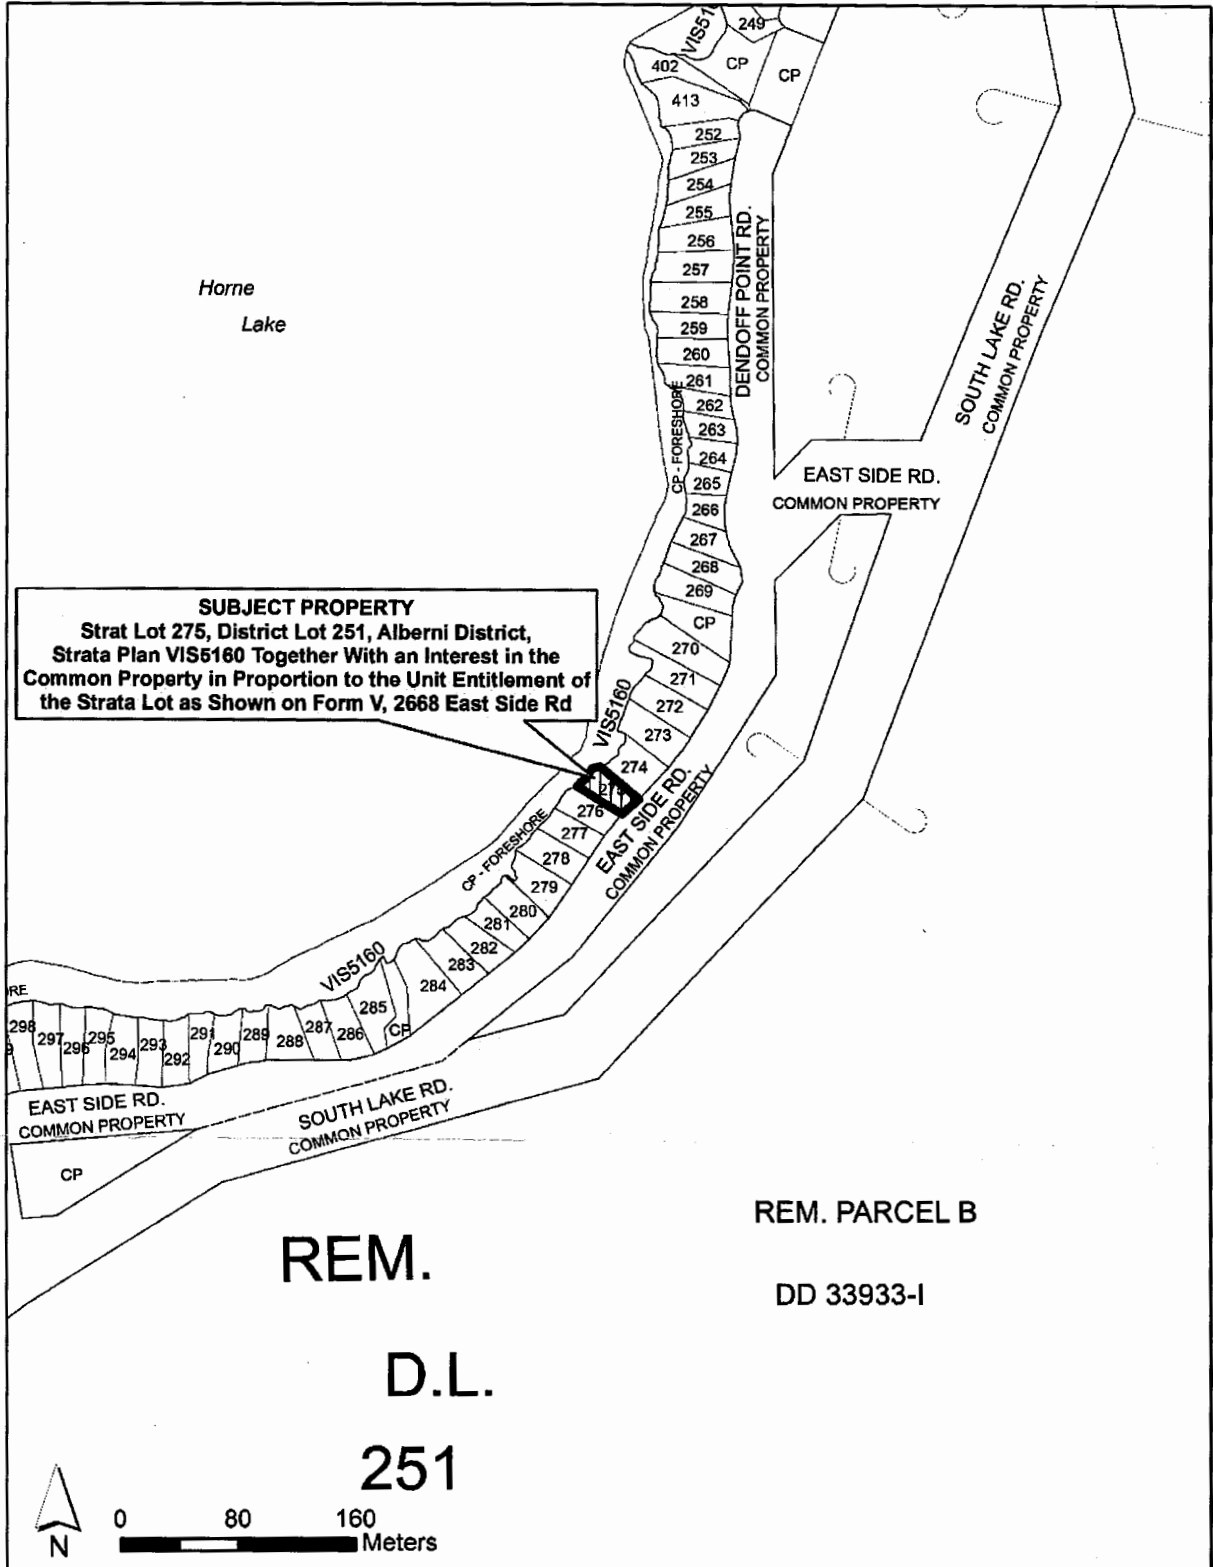 VIS51
249
402
CP
CP
413
252
253
254
255
256
257
258
259
260
261
262
263
264
265
266
267
268
269
CP
270
271
272
273
274
275
276
277
278
279
280
281
282
283
284
285
CP
286
287
288
289
290
291
292
293
294
295
296
297
298
9
DENDOFF POINT RD.
COMMON PROPERTY
SOUTH LAKE RD.
COMMON PROPERTY
Horne
Lake
CP - FORESHORE
EAST SIDE RD.
COMMON PROPERTY
SUBJECT PROPERTY
Strat Lot 275, District Lot 251, Alberni District,
Strata Plan VIS5160 Together With an Interest in the
Common Property in Proportion to the Unit Entitlement of
the Strata Lot as Shown on Form V, 2668 East Side Rd
VIS5160
EAST SIDE RD.
COMMON PROPERTY
CP - FORESHORE
VIS5160
RE
EAST SIDE RD.
COMMON PROPERTY
SOUTH LAKE RD.
COMMON PROPERTY
CP
REM. PARCEL B
DD 33933-I
REM.
D.L.
251
N
0 80 160
Meters